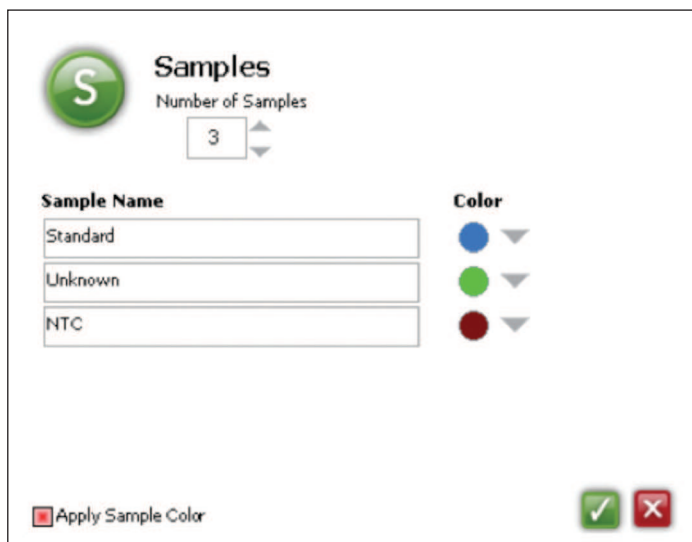 S
Samples
Number of Samples
3
Sample Name Color
Standard
Unknown
NTC
Apply Sample Color